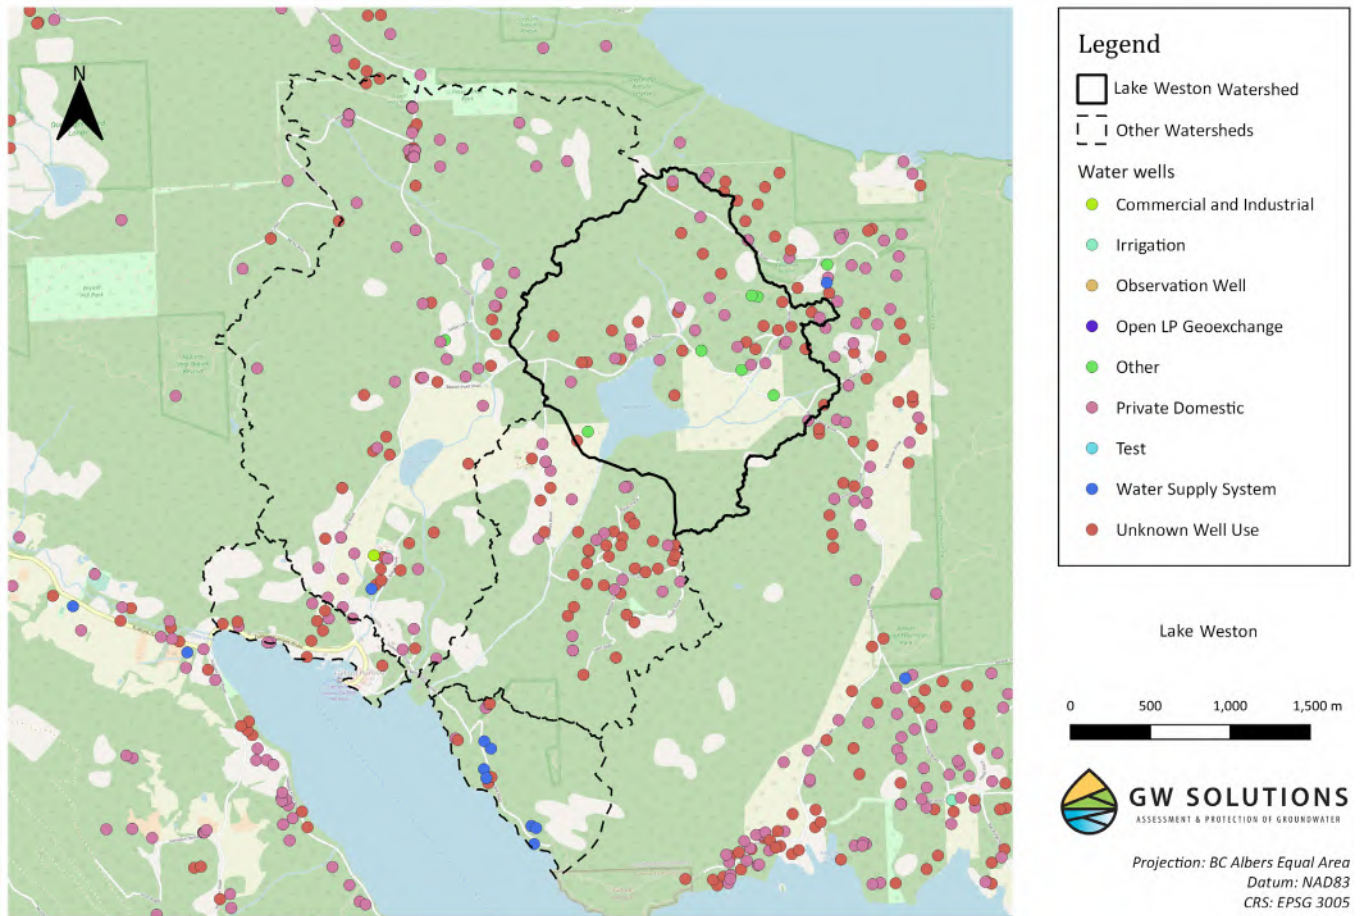 N
Legend
Lake Weston Watershed
Other Watersheds
Water wells
Commercial and Industrial
Irrigation
Observation Well
Open LP Geoexchange
Other
Private Domestic
Test
Water Supply System
Unknown Well Use
Lake Weston
0 500 1,000 1,500 m
GW SOLUTIONS
ASSESSMENT & PROTECTION OF GROUNDWATER
Projection: BC Albers Equal Area
Datum: NAD83
CRS: EPSG 3005